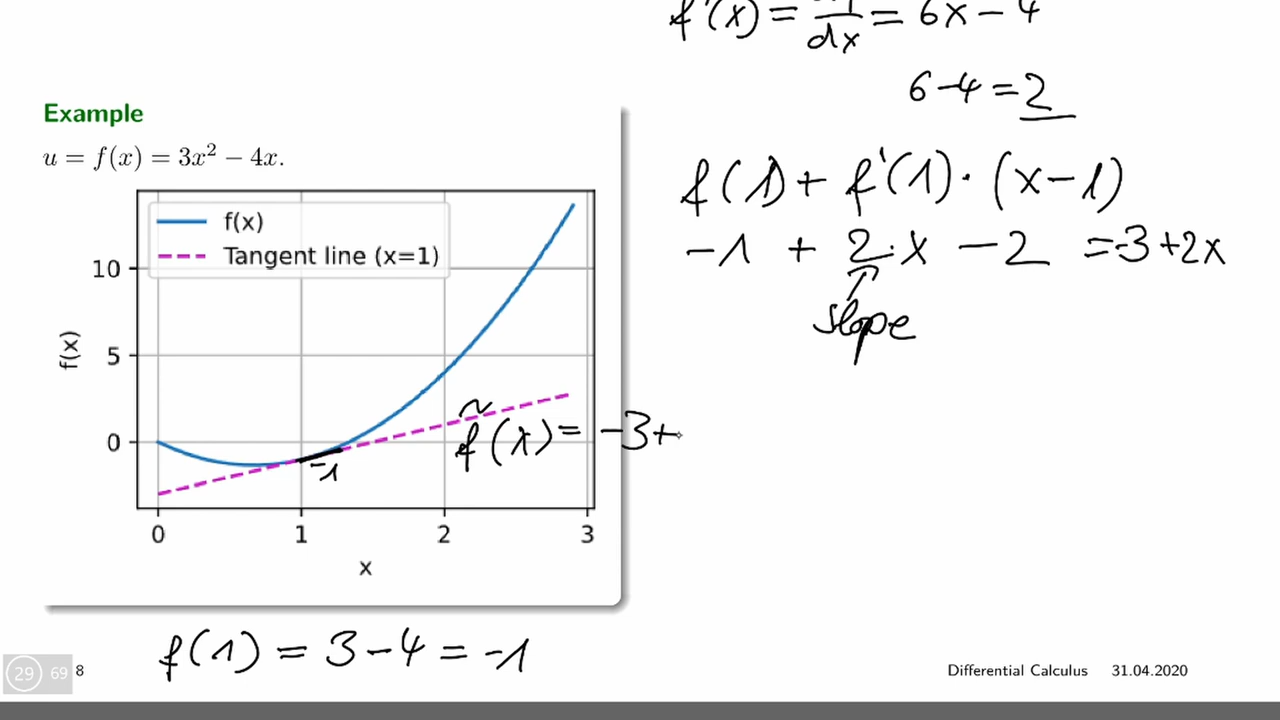 f'(x) = dy/dx = 6x - 4
6-4 = 2
Example
u = f(x) = 3x² − 4x.
f(1) + f'(1) · (x-1)
-1 + 2·x - 2 = -3+2x
slope
f(x)
Tangent line (x=1)
10
5
0
f(x)
f̃(x) = -3+
-1
0 1 2 3
x
f(1) = 3-4 = -1
29 69 8
Differential Calculus 31.04.2020